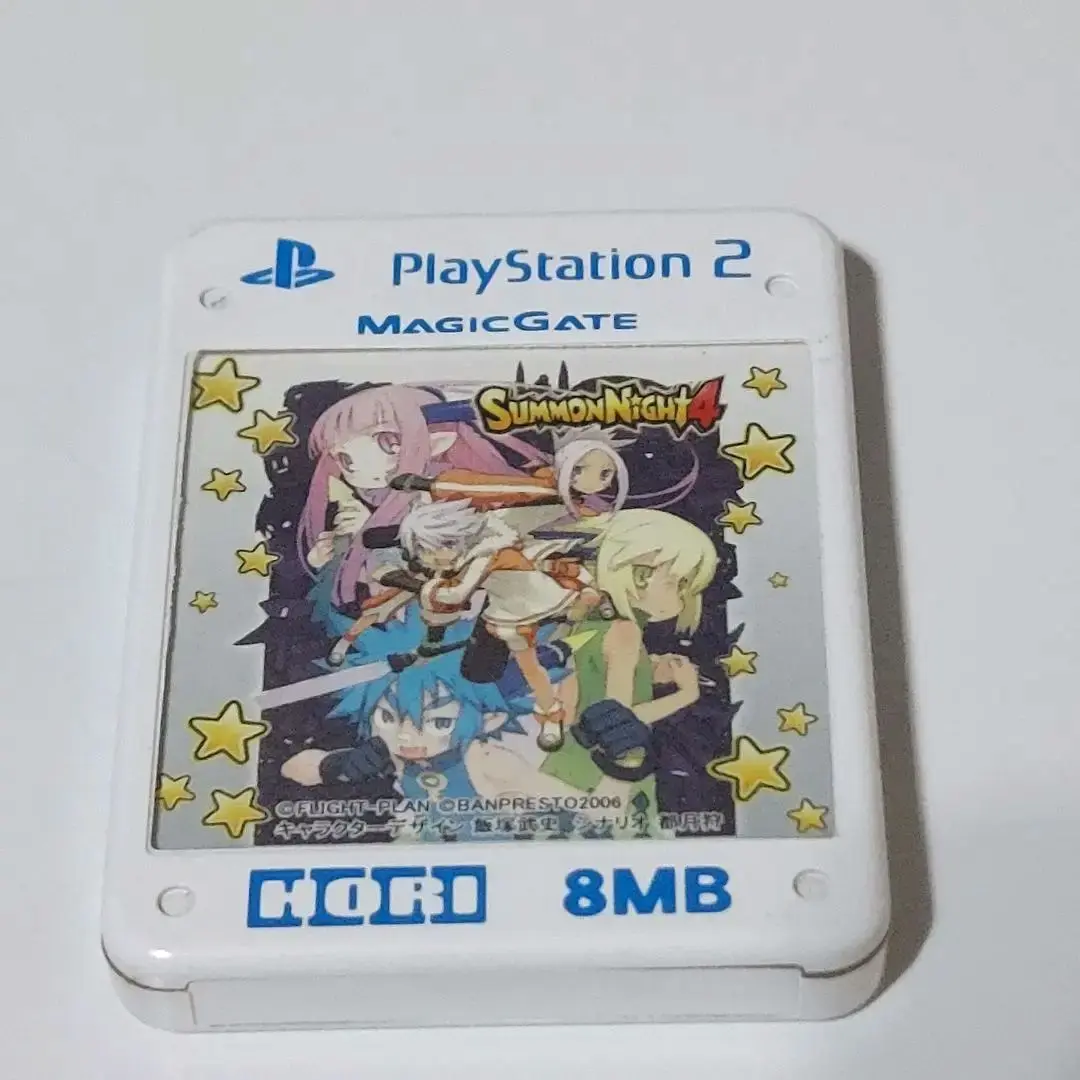 PlayStation 2
MAGICGATE
SUMMON NIGHT 4
©FLIGHT-PLAN ©BANPRESTO2006
キャラクターデザイン 飯塚武史 シナリオ 都月狩
HORI 8MB